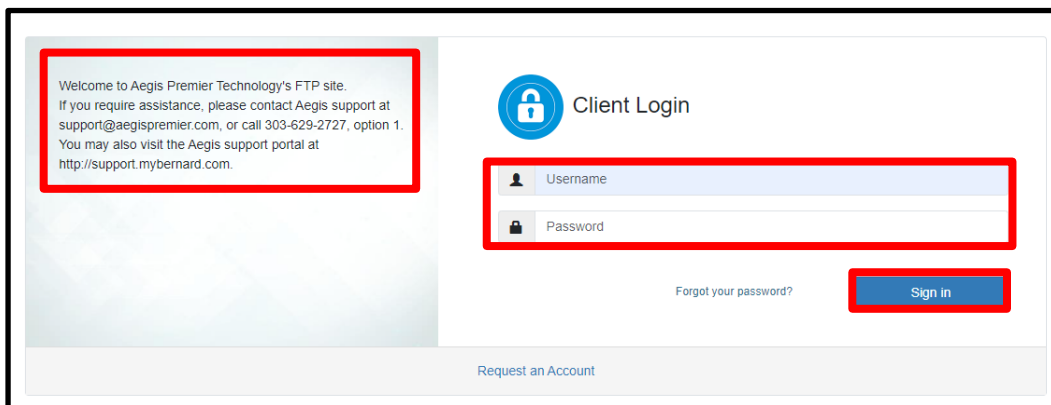 Welcome to Aegis Premier Technology's FTP site.
If you require assistance, please contact Aegis support at
support@aegispremier.com, or call 303-629-2727, option 1.
You may also visit the Aegis support portal at
http://support.mybernard.com.
Client Login
Username
Password
Forgot your password?
Sign in
Request an Account